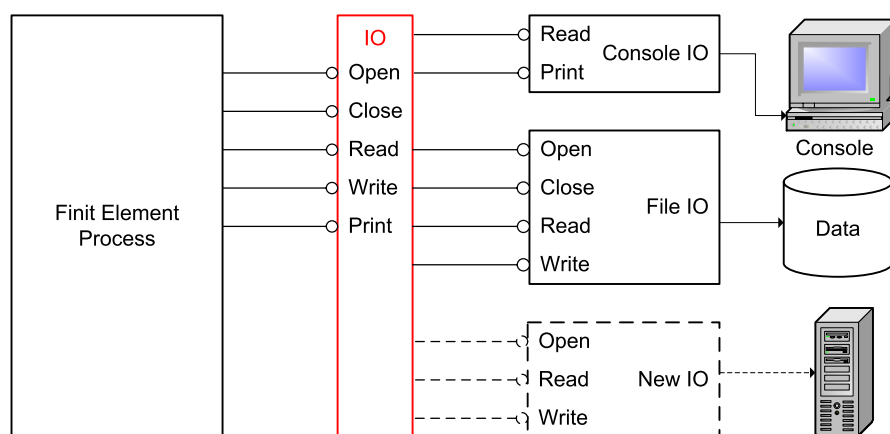 Finit Element
Process
IO
Open
Close
Read
Write
Print
Read
Print
Console IO
Console
Open
Close
Read
Write
File IO
Data
Open
Read
Write
New IO